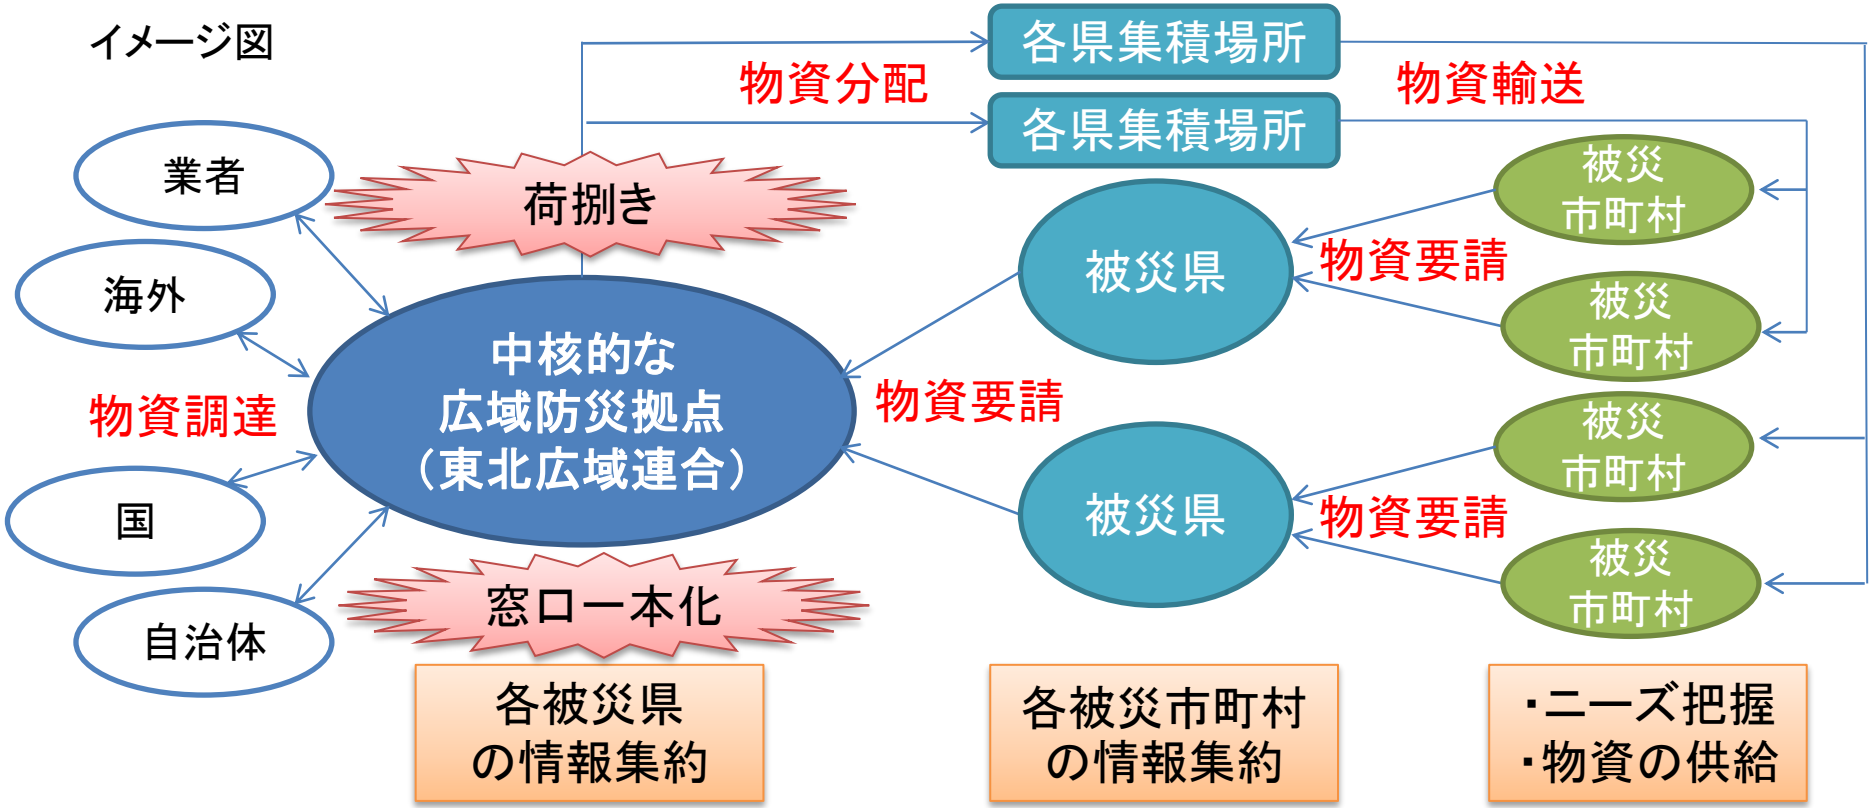 イメージ図
各県集積場所
物資分配
物資輸送
各県集積場所
業者
荷捌き
被災
市町村
海外
被災県
物資要請
被災
市町村
中核的な
広域防災拠点
（東北広域連合）
物資調達
物資要請
被災
市町村
国
被災県
物資要請
被災
市町村
窓口一本化
自治体
各被災県
の情報集約
各被災市町村
の情報集約
・ニーズ把握
・物資の供給